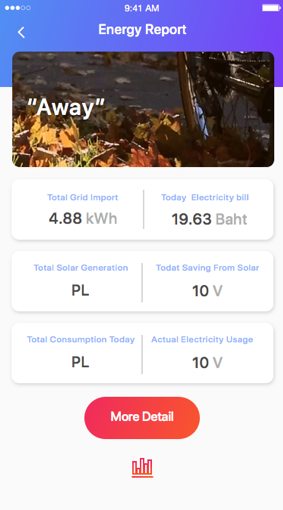 9:41 AM
Energy Report
“Away”
Total Grid Import
4.88 kWh
Today Electricity bill
19.63 Baht
Total Solar Generation
PL
Todat Saving From Solar
10 V
Total Consumption Today
PL
Actual Electricity Usage
10 V
More Detail